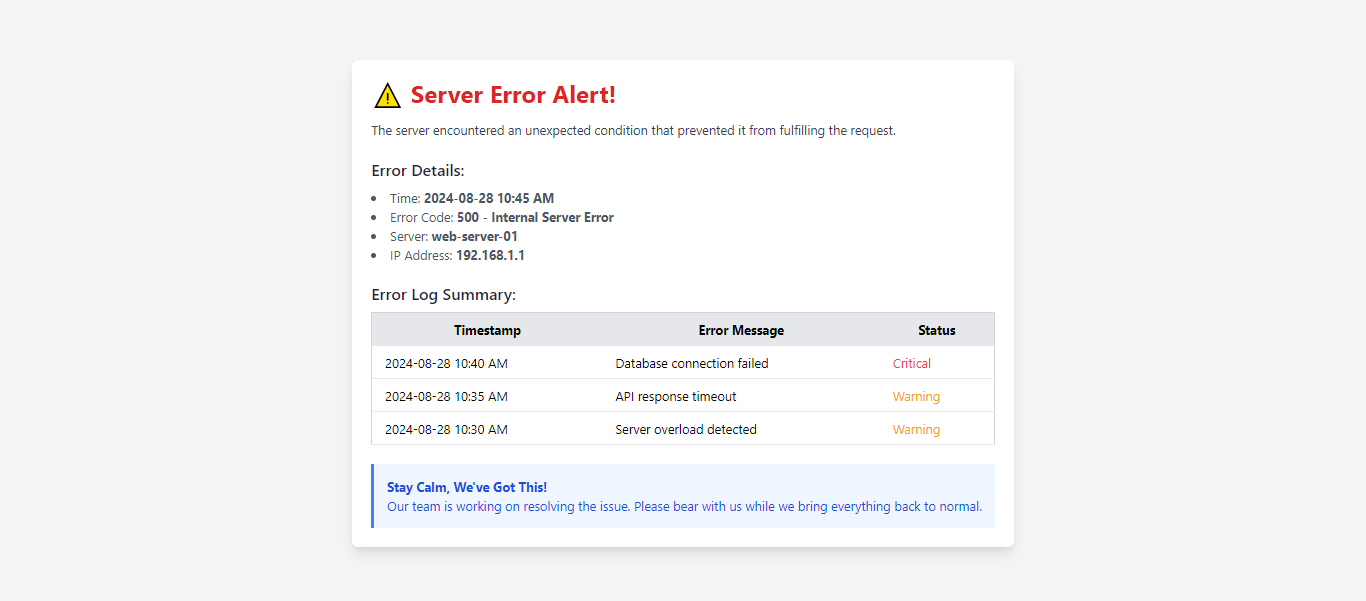 Server Error Alert!
The server encountered an unexpected condition that prevented it from fulfilling the request.
Error Details:
Time: 2024-08-28 10:45 AM
Error Code: 500 - Internal Server Error
Server: web-server-01
IP Address: 192.168.1.1
Error Log Summary:
Timestamp Error Message Status
2024-08-28 10:40 AM Database connection failed Critical
2024-08-28 10:35 AM API response timeout Warning
2024-08-28 10:30 AM Server overload detected Warning
Stay Calm, We've Got This!
Our team is working on resolving the issue. Please bear with us while we bring everything back to normal.